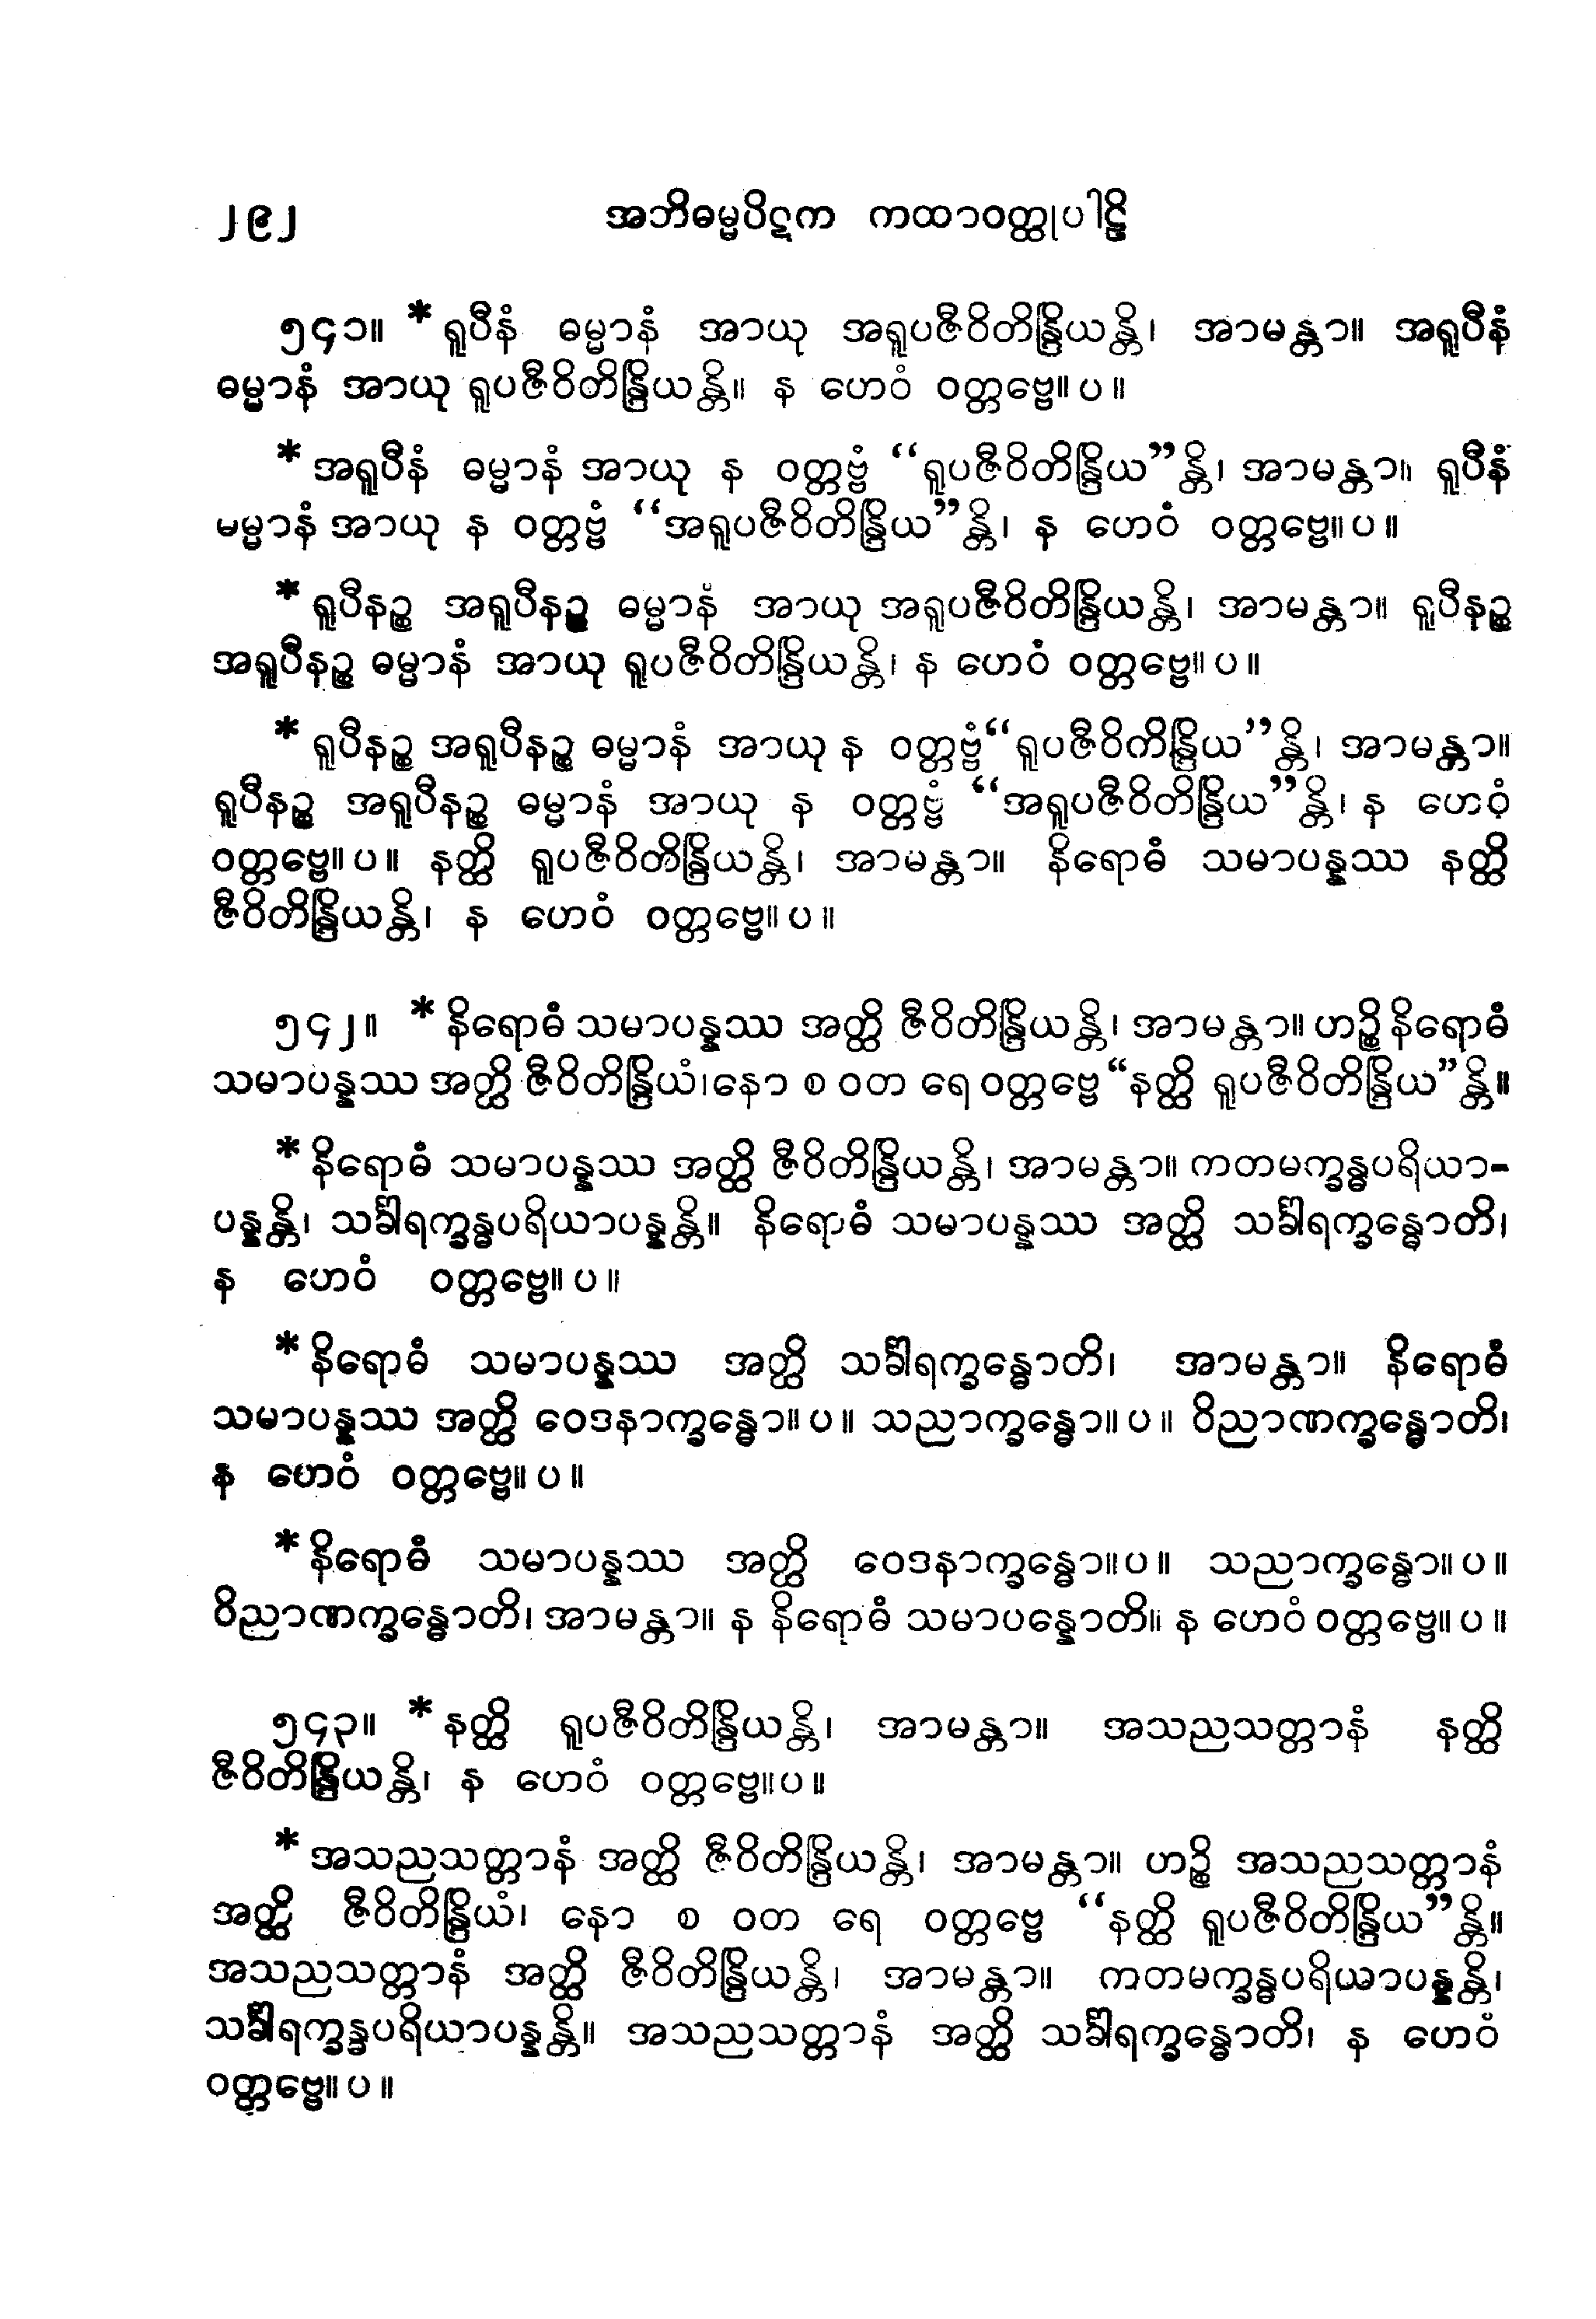 ၂၉၂ အဘိဓမ္မပိဋက ကထာဝတ္ထုပါဠိ
၅၄၁။ * ရူပီနံ ဓမ္မာနံ အာယု အရူပဇီဝိတိန္ဒြိယန္တိ၊ အာမန္တာ။ အရူပီနံ
ဓမ္မာနံ အာယု ရူပဇီဝိတိန္ဒြိယန္တိ။ န ဟေဝံ ဝတ္တဗ္ဗေ။ပ။
* အရူပီနံ ဓမ္မာနံ အာယု န ဝတ္တဗ္ဗံ “ရူပဇီဝိတိန္ဒြိယ”န္တိ၊ အာမန္တာ။ ရူပီနံ
မမ္မာနံ အာယု န ဝတ္တဗ္ဗံ “အရူပဇီဝိတိန္ဒြိယ”န္တိ၊ န ဟေဝံ ဝတ္တဗ္ဗေ။ပ။
* ရူပီနဉ္စ အရူပီနဉ္စ ဓမ္မာနံ အာယု အရူပဇီဝိတိန္ဒြိယန္တိ၊ အာမန္တာ။ ရူပီနဉ္စ
အရူပီနဉ္စ ဓမ္မာနံ အာယု ရူပဇီဝိတိန္ဒြိယန္တိ၊ န ဟေဝံ ဝတ္တဗ္ဗေ။ပ။
* ရူပီနဉ္စ အရူပီနဉ္စ ဓမ္မာနံ အာယု န ဝတ္တဗ္ဗံ“ရူပဇီဝိကိန္ဒြိယ”န္တိ၊ အာမန္တာ။
ရူပီနဉ္စ အရူပီနဉ္စ ဓမ္မာနံ အာယု န ဝတ္တဗ္ဗံ “အရူပဇီဝိတိန္ဒြိယ”န္တိ၊ န ဟေဝံ
ဝတ္တဗ္ဗေ။ပ။ နတ္ထိ ရူပဇီဝိတိန္ဒြိယန္တိ၊ အာမန္တာ။ နိရောဓံ သမာပန္နဿ နတ္ထိ
ဇီဝိတိန္ဒြိယန္တိ၊ န ဟေဝံ ဝတ္တဗ္ဗေ။ပ။
၅၄၂။ * နိရောဓံ သမာပန္နဿ အတ္ထိ ဇီဝိတိန္ဒြိယန္တိ၊ အာမန္တာ။ ဟဉ္စိ နိရောဓံ
သမာပန္နဿ အတ္ထိ ဇီဝိတိန္ဒြိယံ၊နော စ ဝတ ရေ ဝတ္တဗ္ဗေ “နတ္ထိ ရူပဇီဝိတိန္ဒြိယ”န္တိ။
* နိရောဓံ သမာပန္နဿ အတ္ထိ ဇီဝိတိန္ဒြိယန္တိ၊ အာမန္တာ။ ကတမက္ခန္ဓပရိယာ-
ပန္နန္တိ၊ သင်္ခါရက္ခန္ဓပရိယာပန္နန္တိ။ နိရောဓံ သမာပန္နဿ အတ္ထိ သင်္ခါရက္ခန္ဓောတိ၊
န ဟေဝံ ဝတ္တဗ္ဗေ။ပ။
* နိရောဓံ သမာပန္နဿ အတ္ထိ သင်္ခါရက္ခန္ဓောတိ၊ အာမန္တာ။ နိရောဓံ
သမာပန္နဿ အတ္ထိ ဝေဒနာက္ခန္ဓော။ပ။ သညာက္ခန္ဓော။ပ။ ဝိညာဏက္ခန္ဓောတိ၊
န ဟေဝံ ဝတ္တဗ္ဗေ။ပ။
* နိရောဓံ သမာပန္နဿ အတ္ထိ ဝေဒနာက္ခန္ဓော။ပ။ သညာက္ခန္ဓော။ပ။
ဝိညာဏက္ခန္ဓောတိ၊ အာမန္တာ။ န နိရောဓံ သမာပန္နောတိ။ န ဟေဝံ ဝတ္တဗ္ဗေ။ပ။
၅၄၃။ * နတ္ထိ ရူပဇီဝိတိန္ဒြိယန္တိ၊ အာမန္တာ။ အသညသတ္တာနံ နတ္ထိ
ဇီဝိတိန္ဒြိယန္တိ၊ န ဟေဝံ ဝတ္တဗ္ဗေ။ပ။
* အသညသတ္တာနံ အတ္ထိ ဇီဝိတိန္ဒြိယန္တိ၊ အာမန္တာ။ ဟဉ္စိ အသညသတ္တာနံ
အတ္ထိ ဇီဝိတိန္ဒြိယံ၊ နော စ ဝတ ရေ ဝတ္တဗ္ဗေ “နတ္ထိ ရူပဇီဝိတိန္ဒြိယ”န္တိ။
အသညသတ္တာနံ အတ္ထိ ဇီဝိတိန္ဒြိယန္တိ၊ အာမန္တာ။ ကတမက္ခန္ဓပရိယာပန္နန္တိ၊
သင်္ခါရက္ခန္ဓပရိယာပန္နန္တိ။ အသညသတ္တာနံ အတ္ထိ သင်္ခါရက္ခန္ဓောတိ၊ န ဟေဝံ
ဝတ္တဗ္ဗေ။ပ။